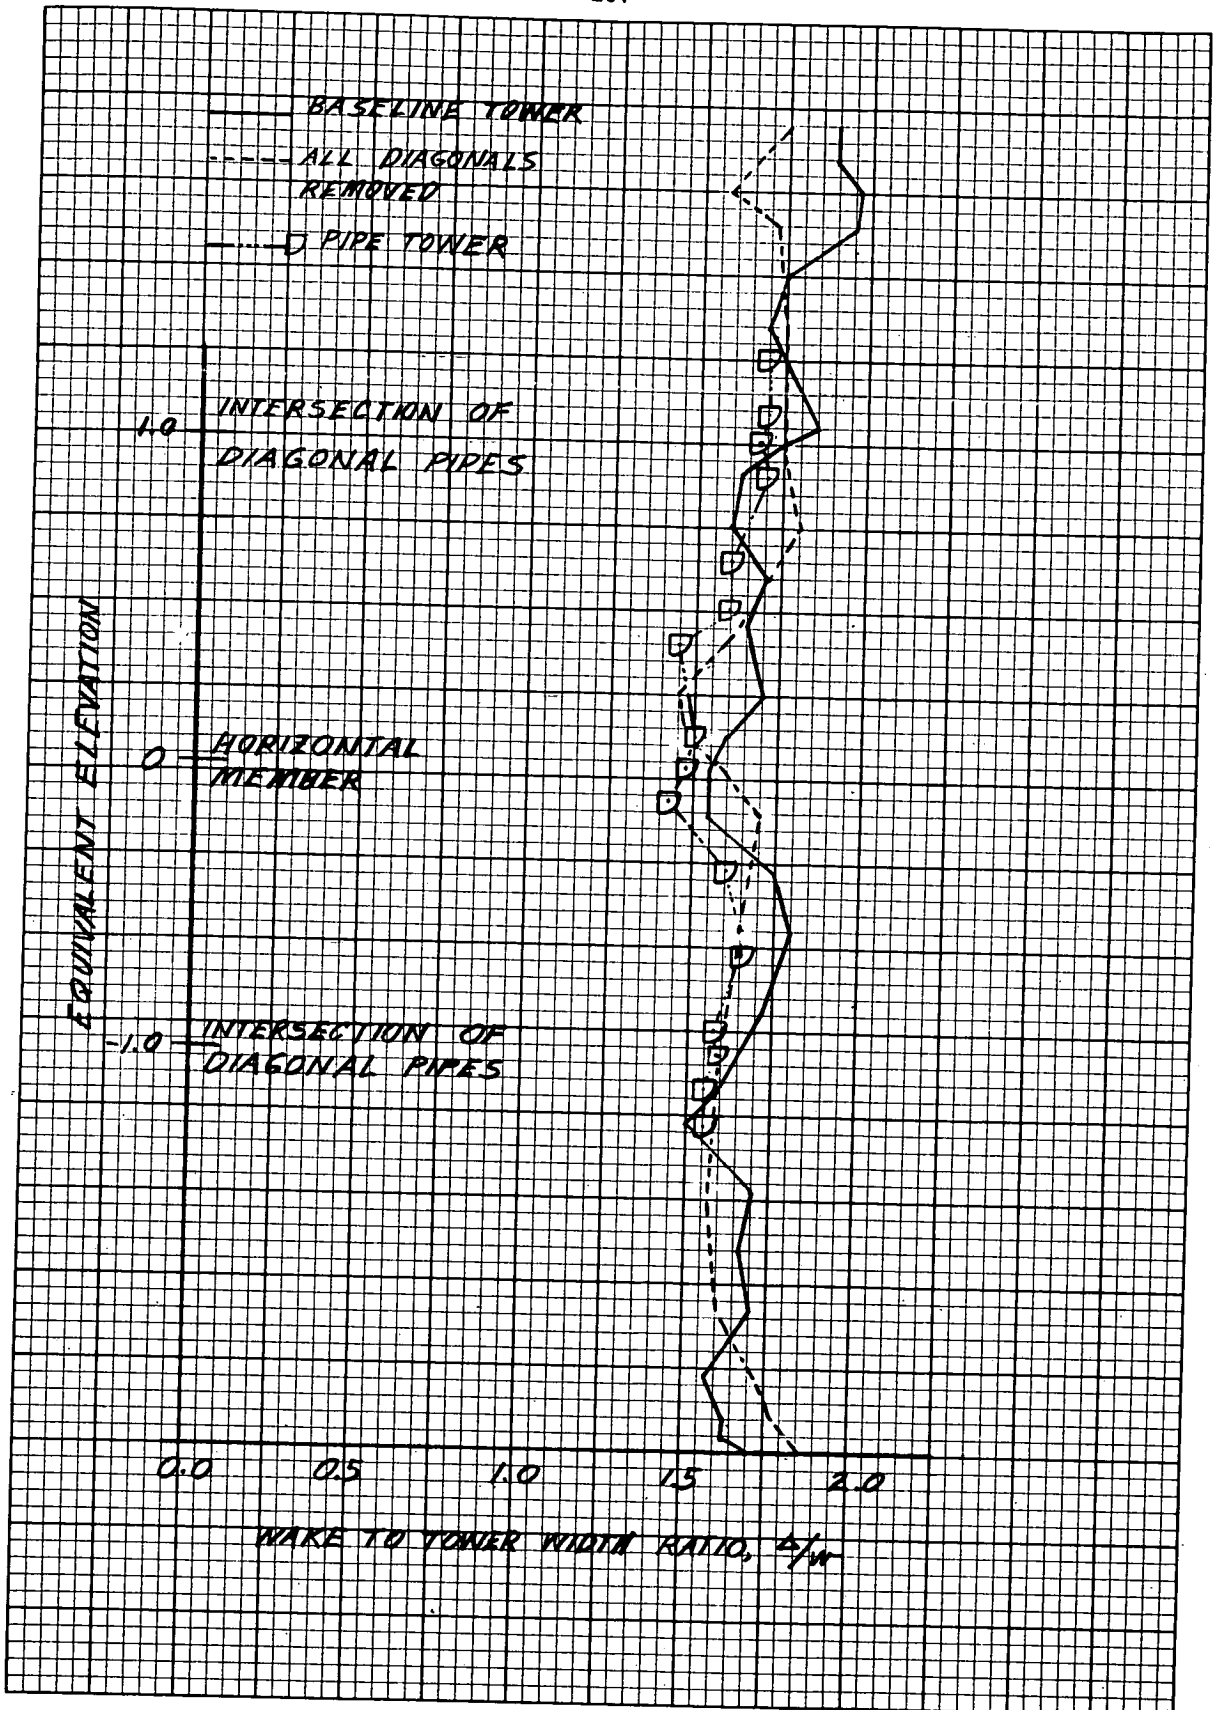 BASELINE TOWER
ALL DIAGONALS
REMOVED
PIPE TOWER
INTERSECTION OF
1.0
DIAGONAL PIPES
EQUIVALENT ELEVATION
HORIZONTAL
0
MEMBER
INTERSECTION OF
-1.0
DIAGONAL PIPES
0.0 0.5 1.0 1.5 2.0
WAKE TO TOWER WIDTH RATIO, Δ/W